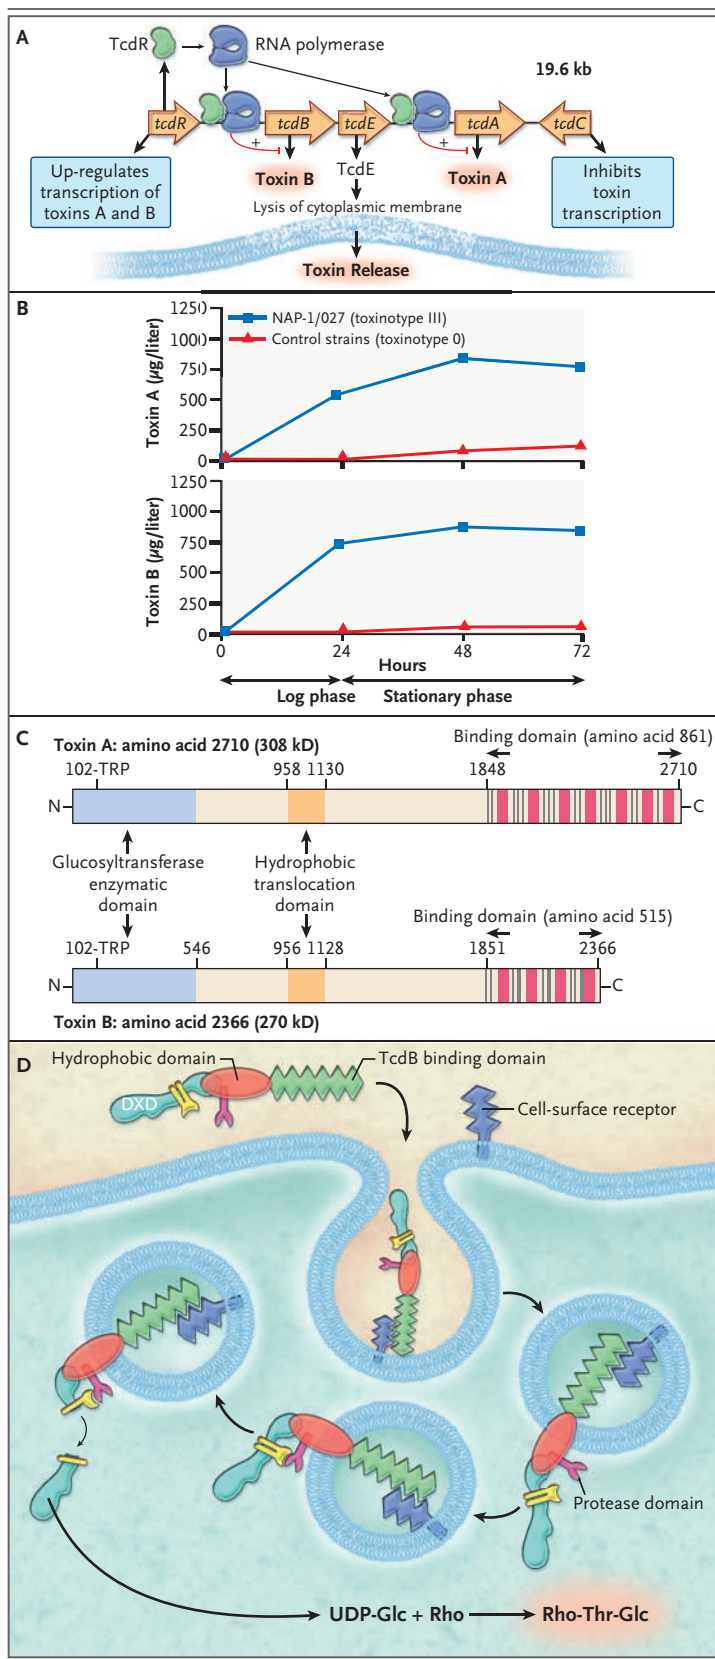 A
TcdR
RNA polymerase
19.6 kb
tcdR
tcdB
tcdE
tcdA
tcdC
+
+
Up-regulates
transcription of
toxins A and B
Toxin B
TcdE
Toxin A
Inhibits
toxin
transcription
Lysis of cytoplasmic membrane
Toxin Release
B
Toxin A (µg/liter)
1250
1000
750
500
250
0
NAP-1/027 (toxinotype III)
Control strains (toxinotype 0)
Toxin B (µg/liter)
1250
1000
750
500
250
0
0 24 48 72
Hours
Log phase Stationary phase
C
Toxin A: amino acid 2710 (308 kD)
Binding domain (amino acid 861)
102-TRP 958 1130 1848 2710
N C
Glucosyltransferase
enzymatic
domain
Hydrophobic
translocation
domain
Binding domain (amino acid 515)
102-TRP 546 956 1128 1851 2366
N C
Toxin B: amino acid 2366 (270 kD)
D
Hydrophobic domain
TcdB binding domain
DXD
Cell-surface receptor
Protease domain
UDP-Glc + Rho
Rho-Thr-Glc